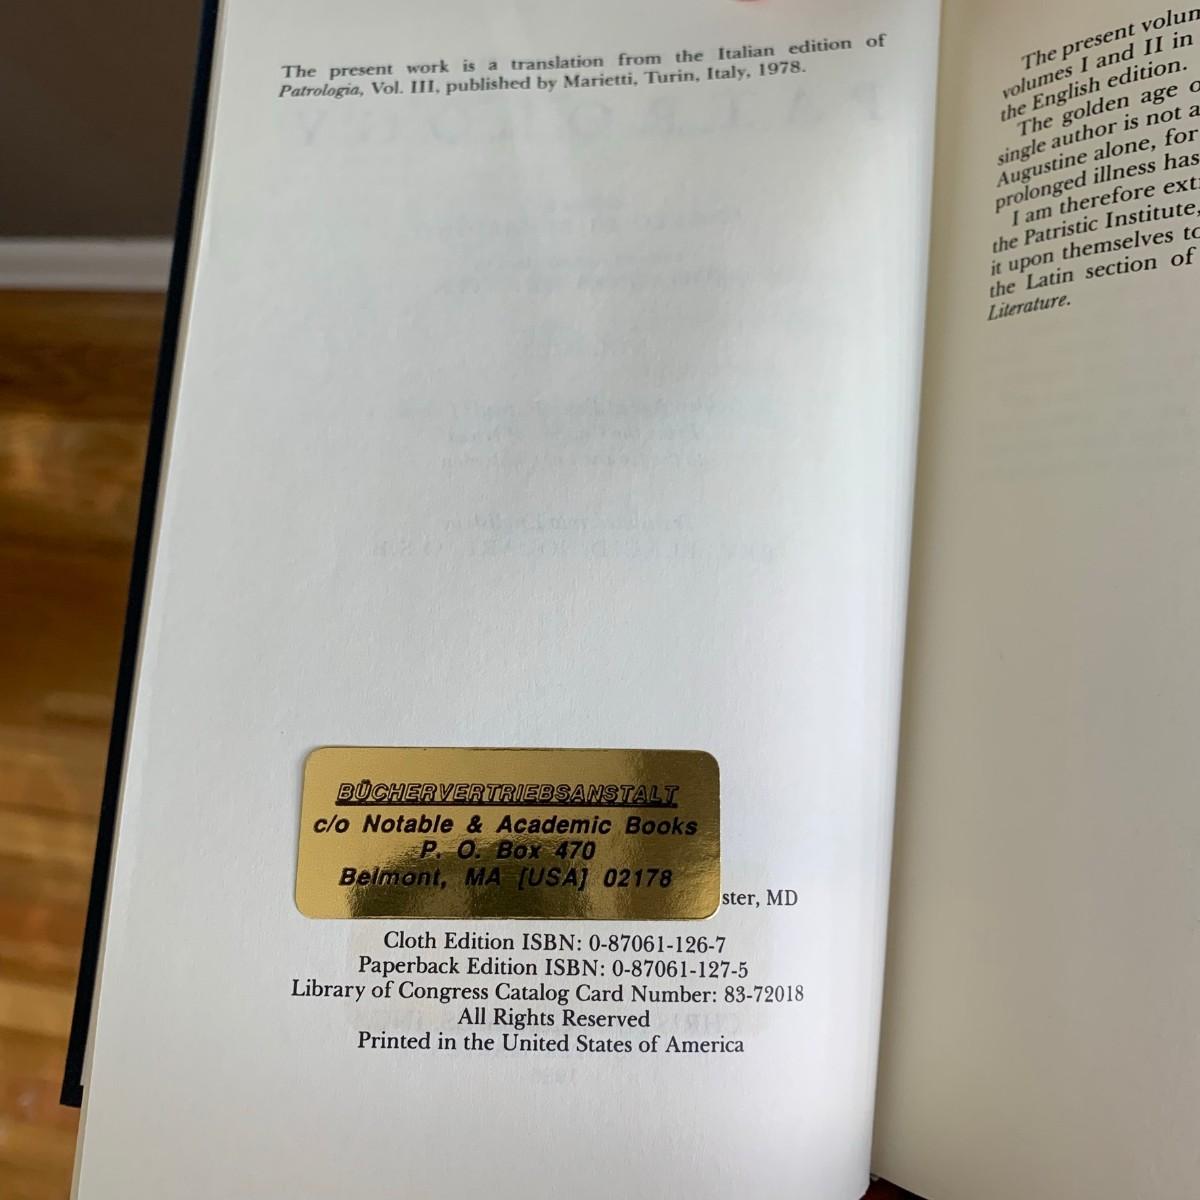 The present work is a translation from the Italian edition of
Patrologia, Vol. III, published by Marietti, Turin, Italy, 1978.
BÜCHERVERTRIEBSANSTALT
c/o Notable & Academic Books
P. O. Box 470
Belmont, MA [USA] 02178
ster, MD
Cloth Edition ISBN: 0-87061-126-7
Paperback Edition ISBN: 0-87061-127-5
Library of Congress Catalog Card Number: 83-72018
All Rights Reserved
Printed in the United States of America
The present volum
volumes I and II in
the English edition.
The golden age o
single author is not a
Augustine alone, for
prolonged illness has
I am therefore ext
the Patristic Institute,
it upon themselves to
the Latin section of
Literature.